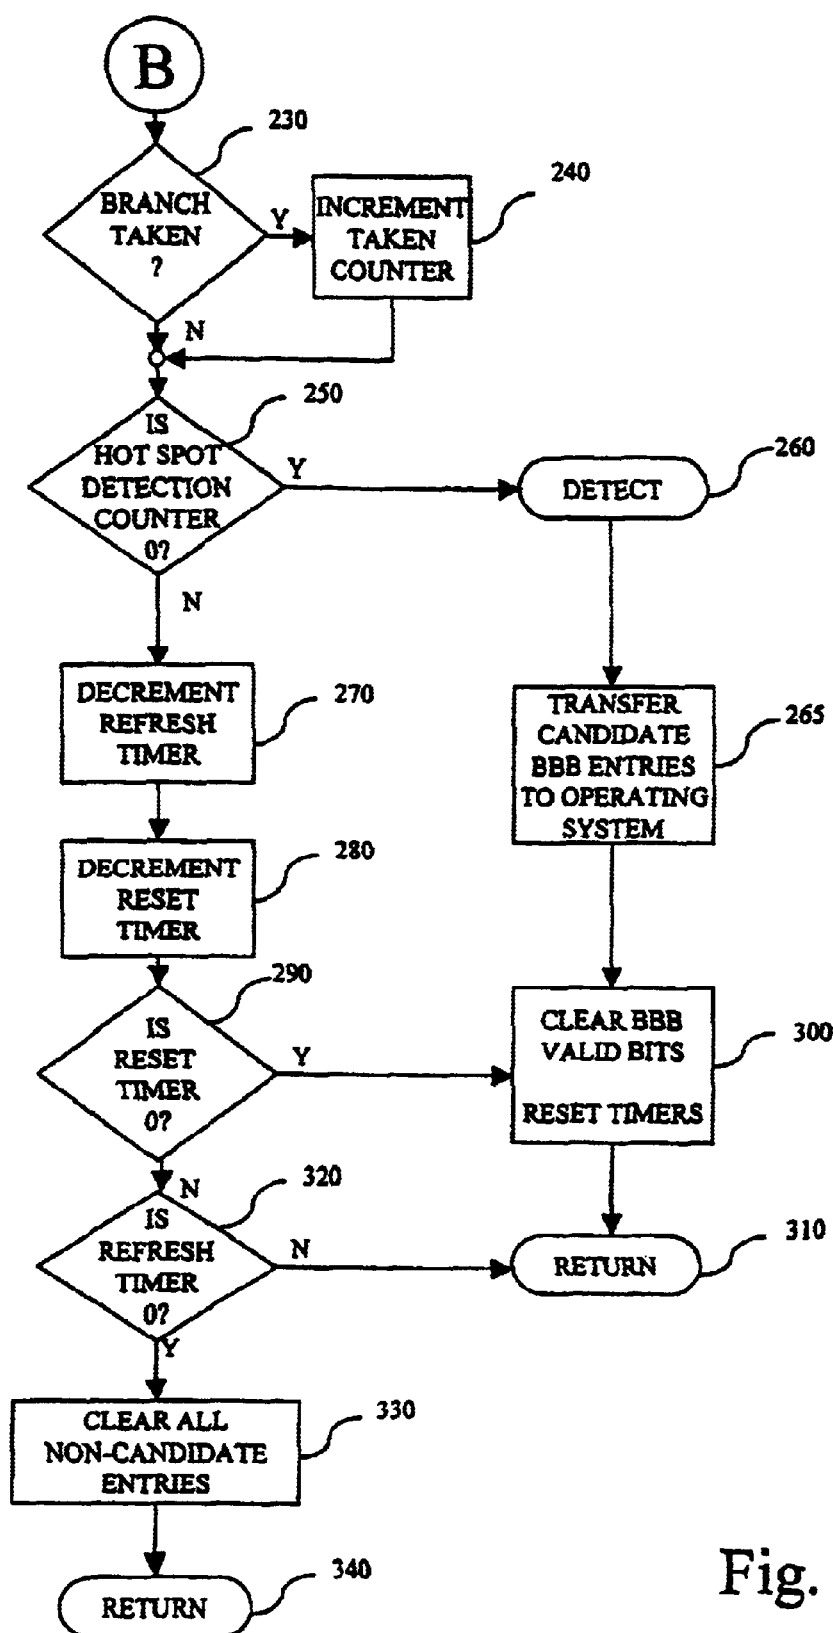 B
230
BRANCH
TAKEN
?
Y
240
INCREMENT
TAKEN
COUNTER
N
250
IS
HOT SPOT
DETECTION
COUNTER
0?
Y
260
DETECT
N
270
DECREMENT
REFRESH
TIMER
265
TRANSFER
CANDIDATE
BBB ENTRIES
TO OPERATING
SYSTEM
280
DECREMENT
RESET
TIMER
290
IS
RESET
TIMER
0?
Y
300
CLEAR BBB
VALID BITS
RESET TIMERS
N
320
IS
REFRESH
TIMER
0?
N
310
RETURN
Y
330
CLEAR ALL
NON-CANDIDATE
ENTRIES
340
RETURN
Fig.